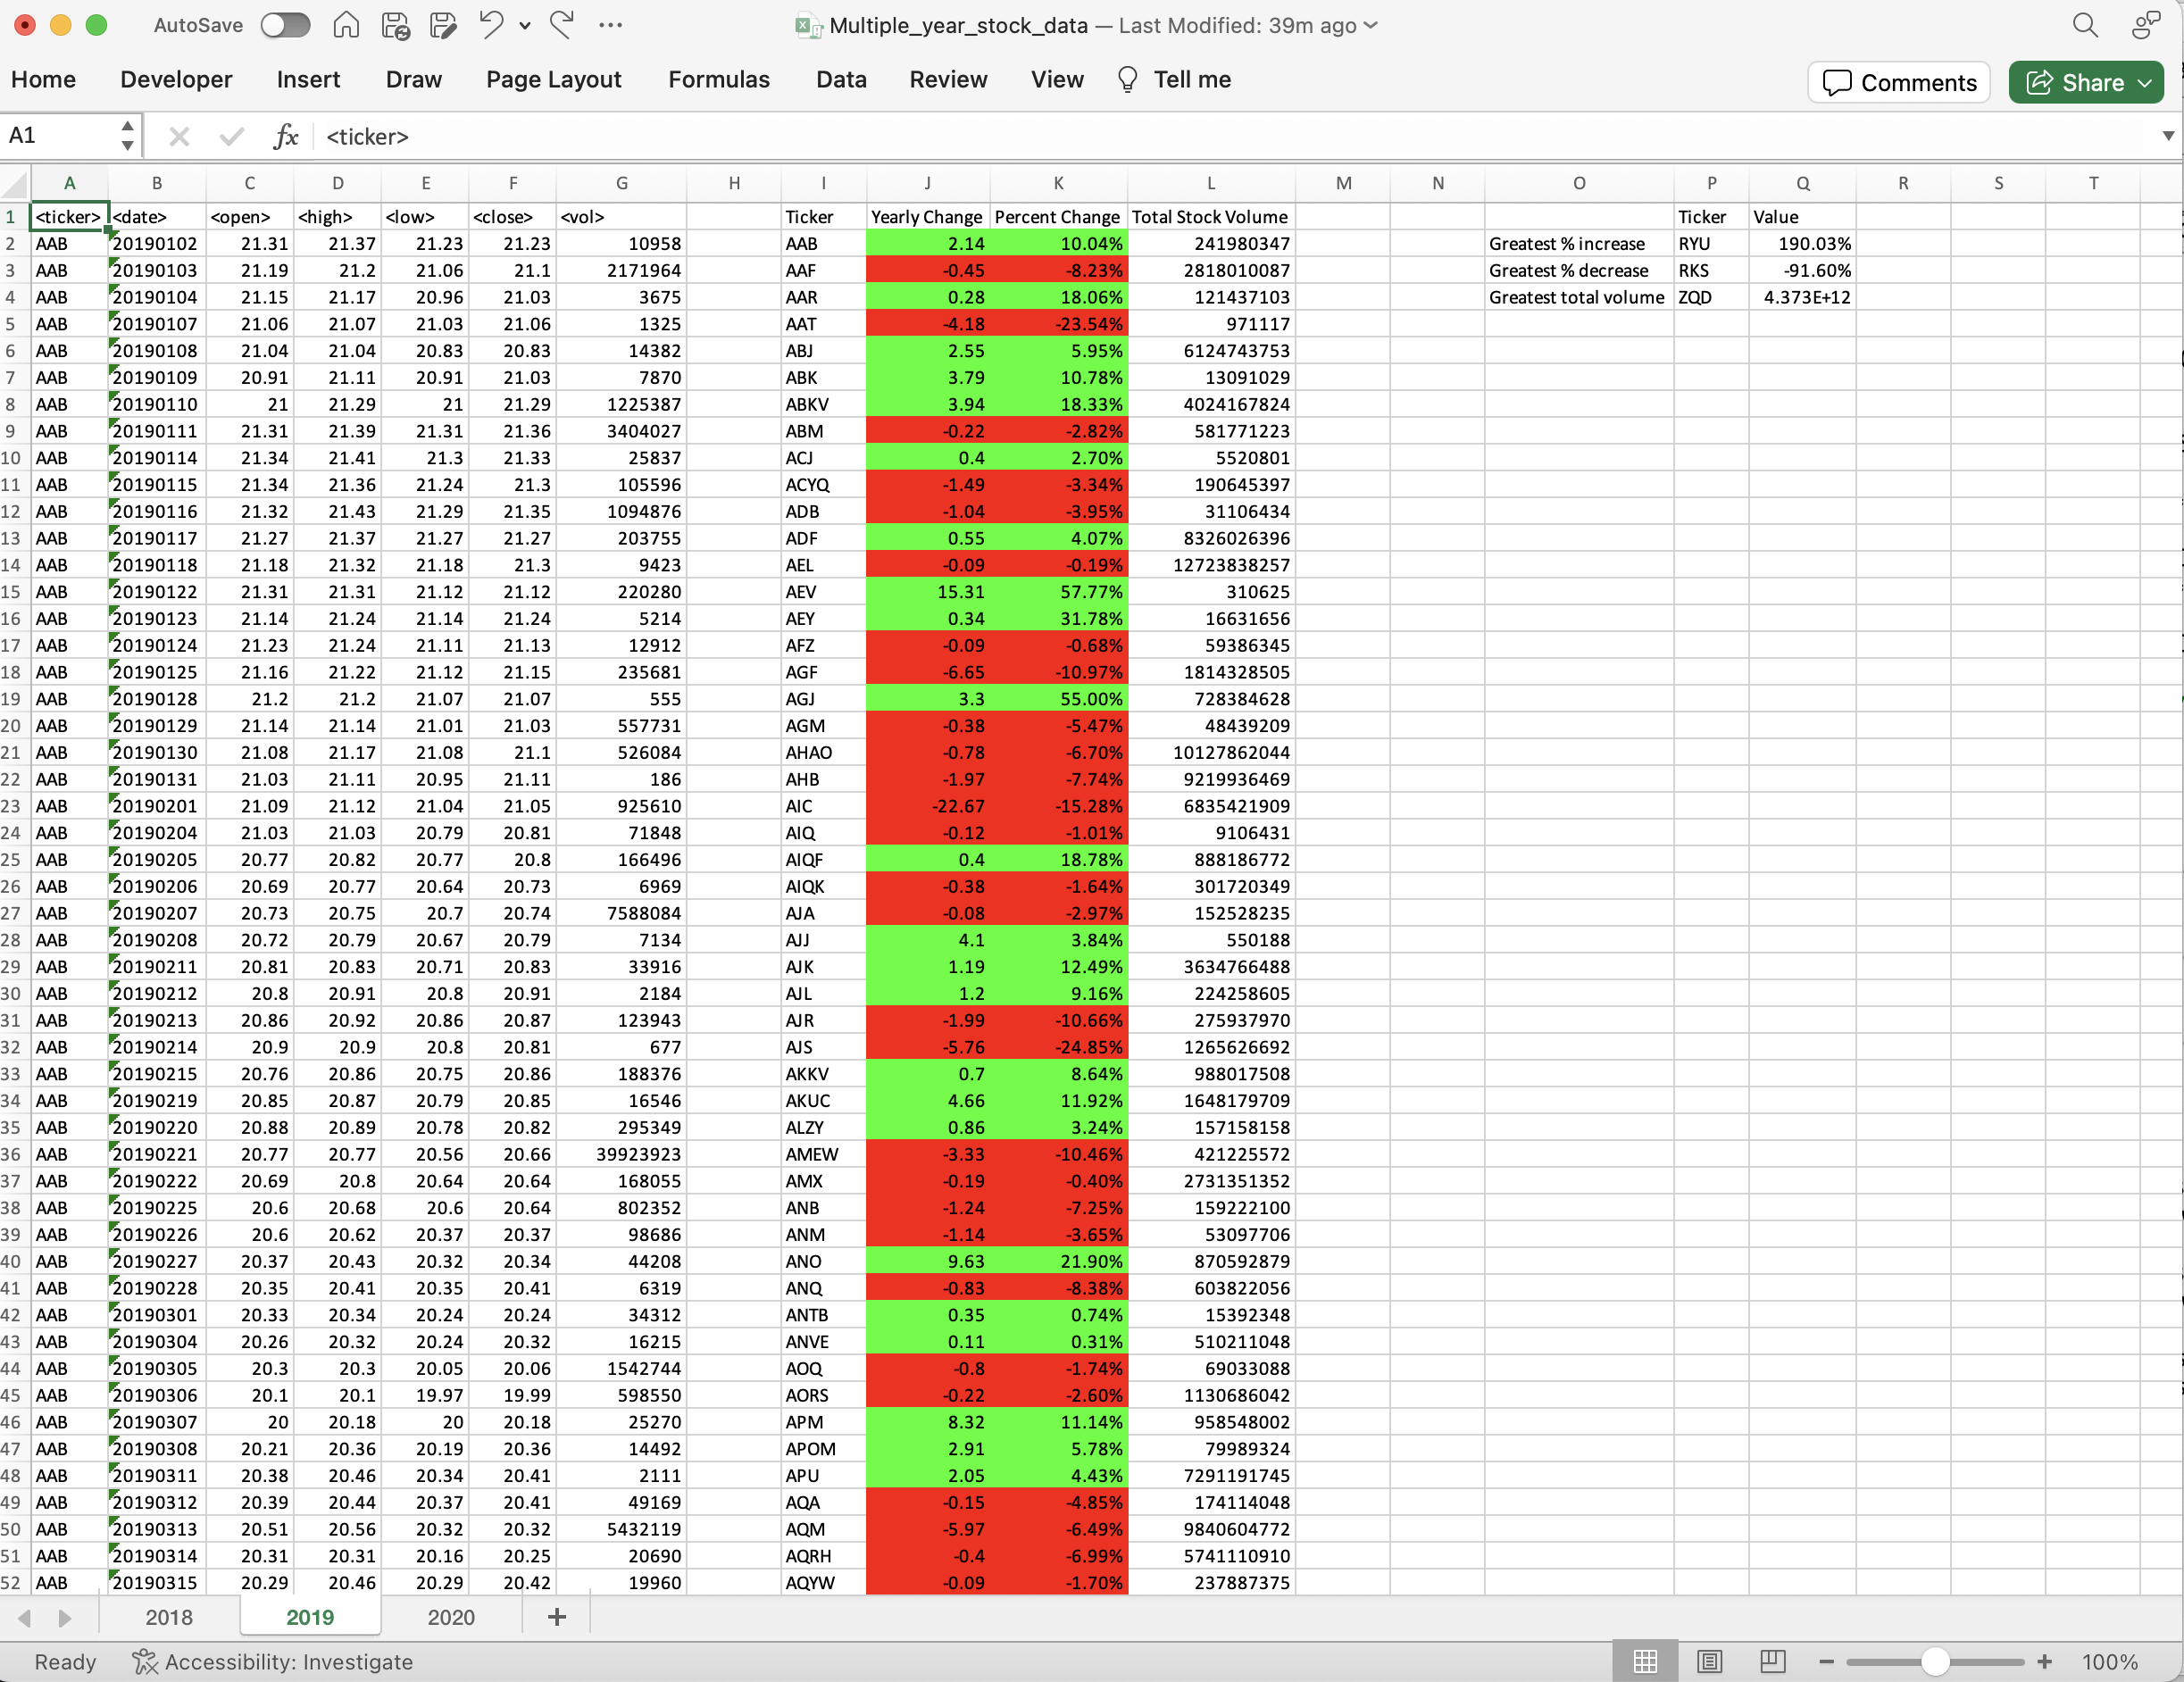 AutoSave Multiple_year_stock_data — Last Modified: 39m ago
Home Developer Insert Draw Page Layout Formulas Data Review View Tell me Comments Share
A1 fx <ticker>
A B C D E F G H I J K L M N O P Q R S T
1 <ticker> <date> <open> <high> <low> <close> <vol> Ticker Yearly Change Percent Change Total Stock Volume Ticker Value
2 AAB 20190102 21.31 21.37 21.23 21.23 10958 AAB 2.14 10.04% 241980347 Greatest % increase RYU 190.03%
3 AAB 20190103 21.19 21.2 21.06 21.1 2171964 AAF -0.45 -8.23% 2818010087 Greatest % decrease RKS -91.60%
4 AAB 20190104 21.15 21.17 20.96 21.03 3675 AAR 0.28 18.06% 121437103 Greatest total volume ZQD 4.373E+12
5 AAB 20190107 21.06 21.07 21.03 21.06 1325 AAT -4.18 -23.54% 971117
6 AAB 20190108 21.04 21.04 20.83 20.83 14382 ABJ 2.55 5.95% 6124743753
7 AAB 20190109 20.91 21.11 20.91 21.03 7870 ABK 3.79 10.78% 13091029
8 AAB 20190110 21 21.29 21 21.29 1225387 ABKV 3.94 18.33% 4024167824
9 AAB 20190111 21.31 21.39 21.31 21.36 3404027 ABM -0.22 -2.82% 581771223
10 AAB 20190114 21.34 21.41 21.3 21.33 25837 ACJ 0.4 2.70% 5520801
11 AAB 20190115 21.34 21.36 21.24 21.3 105596 ACYQ -1.49 -3.34% 190645397
12 AAB 20190116 21.32 21.43 21.29 21.35 1094876 ADB -1.04 -3.95% 31106434
13 AAB 20190117 21.27 21.37 21.27 21.27 203755 ADF 0.55 4.07% 8326026396
14 AAB 20190118 21.18 21.32 21.18 21.3 9423 AEL -0.09 -0.19% 12723838257
15 AAB 20190122 21.31 21.31 21.12 21.12 220280 AEV 15.31 57.77% 310625
16 AAB 20190123 21.14 21.24 21.14 21.24 5214 AEY 0.34 31.78% 16631656
17 AAB 20190124 21.23 21.24 21.11 21.13 12912 AFZ -0.09 -0.68% 59386345
18 AAB 20190125 21.16 21.22 21.12 21.15 235681 AGF -6.65 -10.97% 1814328505
19 AAB 20190128 21.2 21.2 21.07 21.07 555 AGJ 3.3 55.00% 728384628
20 AAB 20190129 21.14 21.14 21.01 21.03 557731 AGM -0.38 -5.47% 48439209
21 AAB 20190130 21.08 21.17 21.08 21.1 526084 AHAO -0.78 -6.70% 10127862044
22 AAB 20190131 21.03 21.11 20.95 21.11 186 AHB -1.97 -7.74% 9219936469
23 AAB 20190201 21.09 21.12 21.04 21.05 925610 AIC -22.67 -15.28% 6835421909
24 AAB 20190204 21.03 21.03 20.79 20.81 71848 AIQ -0.12 -1.01% 9106431
25 AAB 20190205 20.77 20.82 20.77 20.8 166496 AIQF 0.4 18.78% 888186772
26 AAB 20190206 20.69 20.77 20.64 20.73 6969 AIQK -0.38 -1.64% 301720349
27 AAB 20190207 20.73 20.75 20.7 20.74 7588084 AJA -0.08 -2.97% 152528235
28 AAB 20190208 20.72 20.79 20.67 20.79 7134 AJJ 4.1 3.84% 550188
29 AAB 20190211 20.81 20.83 20.71 20.83 33916 AJK 1.19 12.49% 3634766488
30 AAB 20190212 20.8 20.91 20.8 20.91 2184 AJL 1.2 9.16% 224258605
31 AAB 20190213 20.86 20.92 20.86 20.87 123943 AJR -1.99 -10.66% 275937970
32 AAB 20190214 20.9 20.9 20.8 20.81 677 AJS -5.76 -24.85% 1265626692
33 AAB 20190215 20.76 20.86 20.75 20.86 188376 AKKV 0.7 8.64% 988017508
34 AAB 20190219 20.85 20.87 20.79 20.85 16546 AKUC 4.66 11.92% 1648179709
35 AAB 20190220 20.88 20.89 20.78 20.82 295349 ALZY 0.86 3.24% 157158158
36 AAB 20190221 20.77 20.77 20.56 20.66 39923923 AMEW -3.33 -10.46% 421225572
37 AAB 20190222 20.69 20.8 20.64 20.64 168055 AMX -0.19 -0.40% 2731351352
38 AAB 20190225 20.6 20.68 20.6 20.64 802352 ANB -1.24 -7.25% 159222100
39 AAB 20190226 20.6 20.62 20.37 20.37 98686 ANM -1.14 -3.65% 53097706
40 AAB 20190227 20.37 20.43 20.32 20.34 44208 ANO 9.63 21.90% 870592879
41 AAB 20190228 20.35 20.41 20.35 20.41 6319 ANQ -0.83 -8.38% 603822056
42 AAB 20190301 20.33 20.34 20.24 20.24 34312 ANTB 0.35 0.74% 15392348
43 AAB 20190304 20.26 20.32 20.24 20.32 16215 ANVE 0.11 0.31% 510211048
44 AAB 20190305 20.3 20.3 20.05 20.06 1542744 AOQ -0.8 -1.74% 69033088
45 AAB 20190306 20.1 20.1 19.97 19.99 598550 AORS -0.22 -2.60% 1130686042
46 AAB 20190307 20 20.18 20 20.18 25270 APM 8.32 11.14% 958548002
47 AAB 20190308 20.21 20.36 20.19 20.36 14492 APOM 2.91 5.78% 79989324
48 AAB 20190311 20.38 20.46 20.34 20.41 2111 APU 2.05 4.43% 7291191745
49 AAB 20190312 20.39 20.44 20.37 20.41 49169 AQA -0.15 -4.85% 174114048
50 AAB 20190313 20.51 20.56 20.32 20.32 5432119 AQM -5.97 -6.49% 9840604772
51 AAB 20190314 20.31 20.31 20.16 20.25 20690 AQRH -0.4 -6.99% 5741110910
52 AAB 20190315 20.29 20.46 20.29 20.42 19960 AQYW -0.09 -1.70% 237887375
2018 2019 2020 +
Ready Accessibility: Investigate 100%